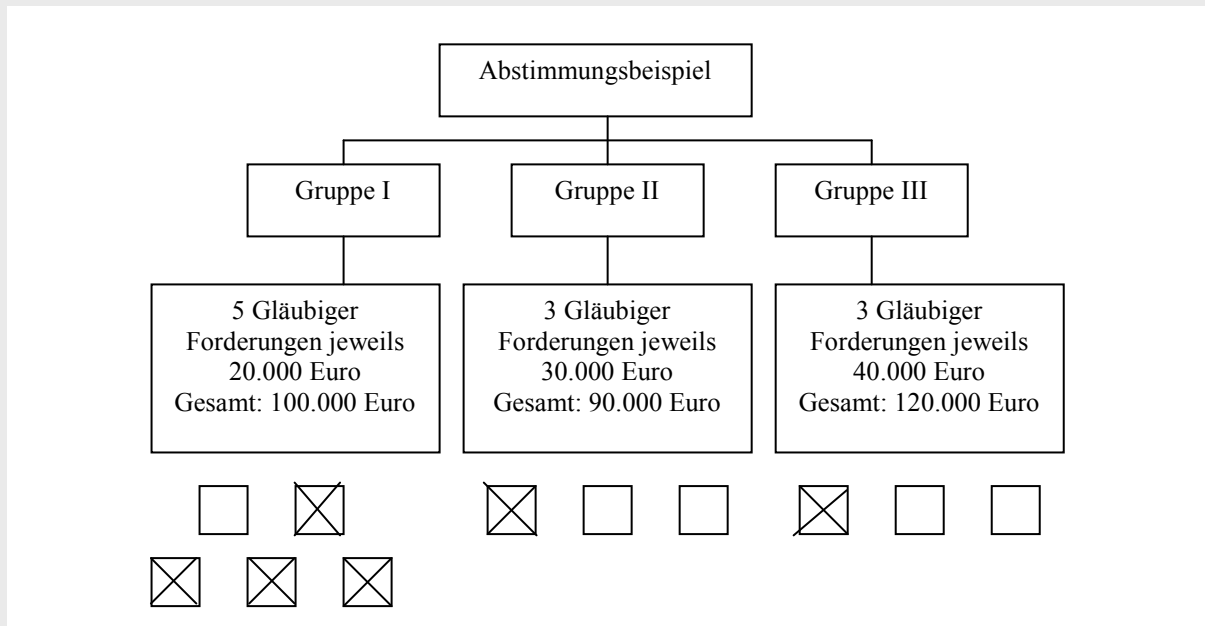 Abstimmungsbeispiel
Gruppe I
Gruppe II
Gruppe III
5 Gläubiger
Forderungen jeweils
20.000 Euro
Gesamt: 100.000 Euro
3 Gläubiger
Forderungen jeweils
30.000 Euro
Gesamt: 90.000 Euro
3 Gläubiger
Forderungen jeweils
40.000 Euro
Gesamt: 120.000 Euro